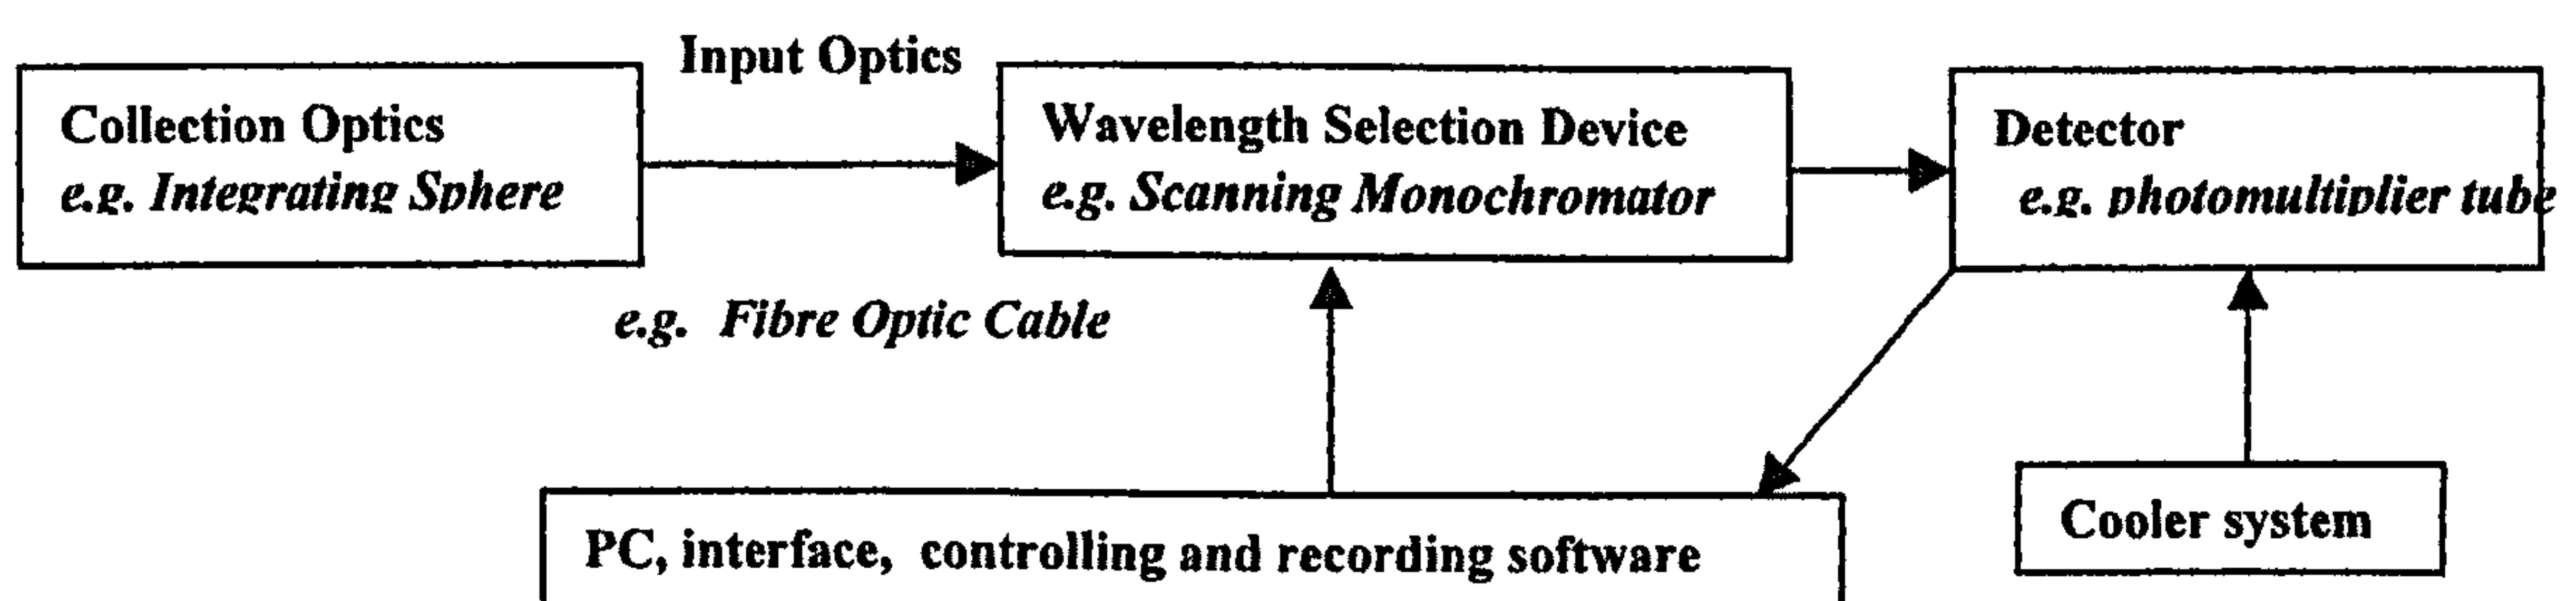 Input Optics
Collection Optics
e.g. Integrating Sphere
Wavelength Selection Device
e.g. Scanning Monochromator
Detector
e.g. photomultiplier tube
e.g. Fibre Optic Cable
PC, interface, controlling and recording software
Cooler system